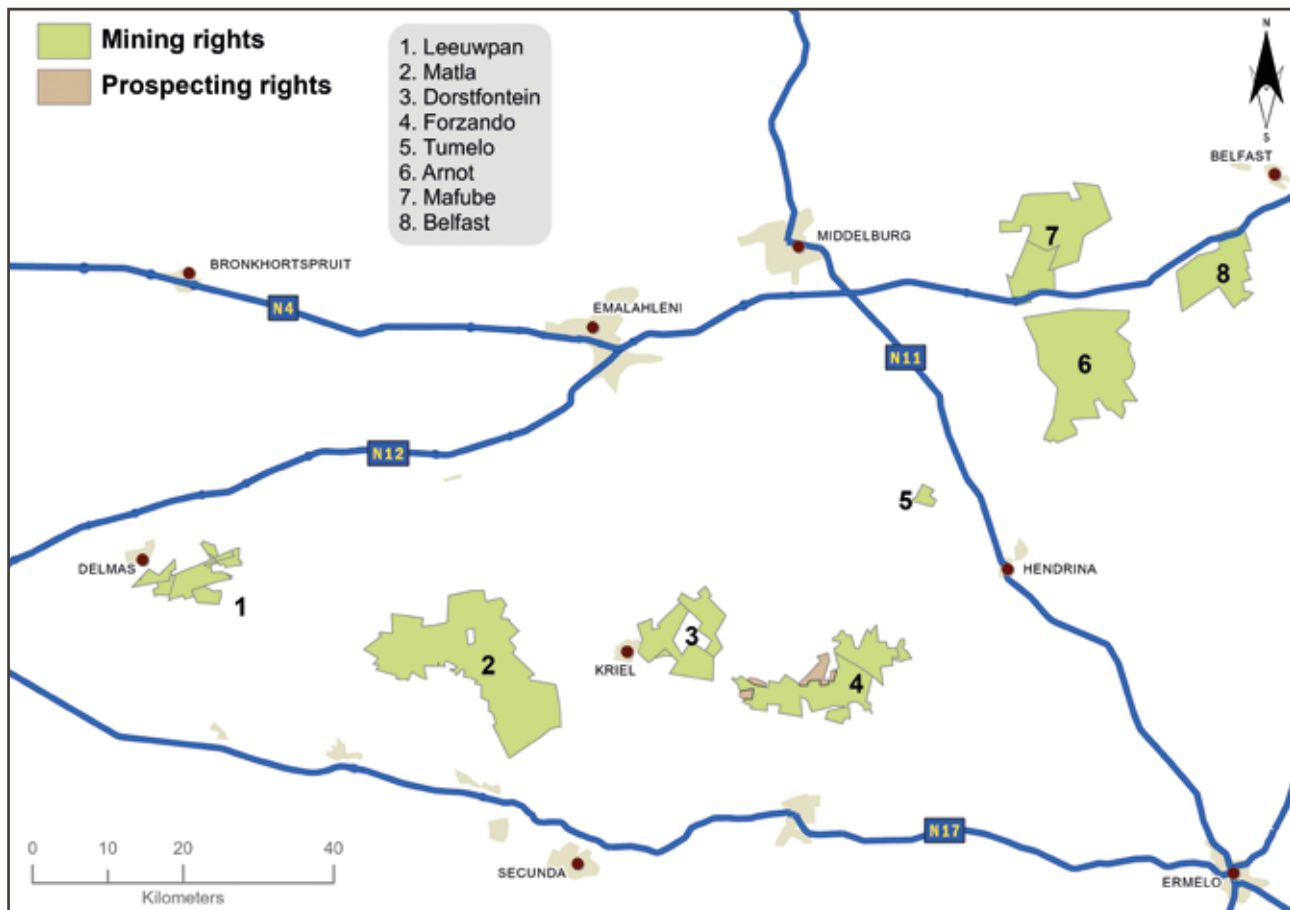 Mining rights
Prospecting rights
1. Leeuwpan
2. Matla
3. Dorstfontein
4. Forzando
5. Tumelo
6. Arnot
7. Mafube
8. Belfast
N
S
BELFAST
7
MIDDELBURG
8
BRONKHORTSPRUIT
N4
EMALAHLENI
N11
6
N12
5
DELMAS
HENDRINA
1
3
2
KRIEL
4
N17
SECUNDA
ERMELO
0 10 20 40
Kilometers